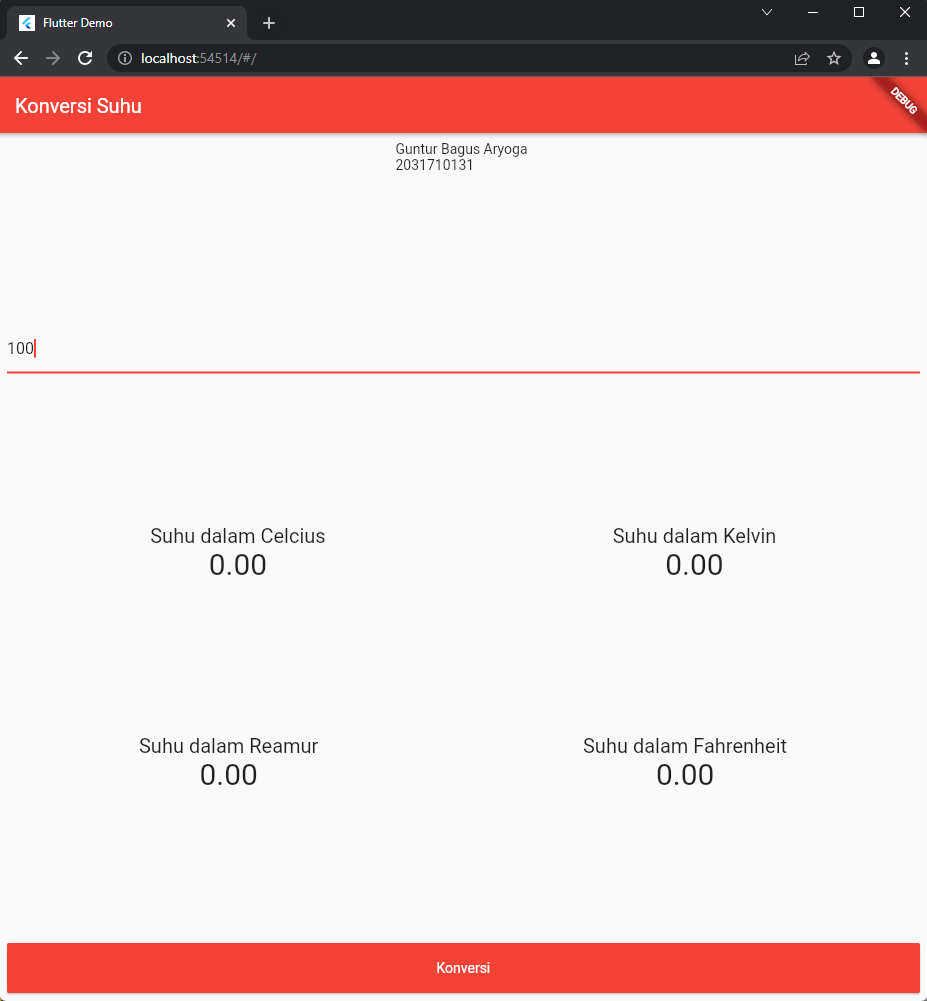 Flutter Demo
localhost:54514/#/
Konversi Suhu
DEBUG
Guntur Bagus Aryoga
2031710131
100
Suhu dalam Celcius
Suhu dalam Kelvin
0.00
0.00
Suhu dalam Reamur
Suhu dalam Fahrenheit
0.00
0.00
Konversi